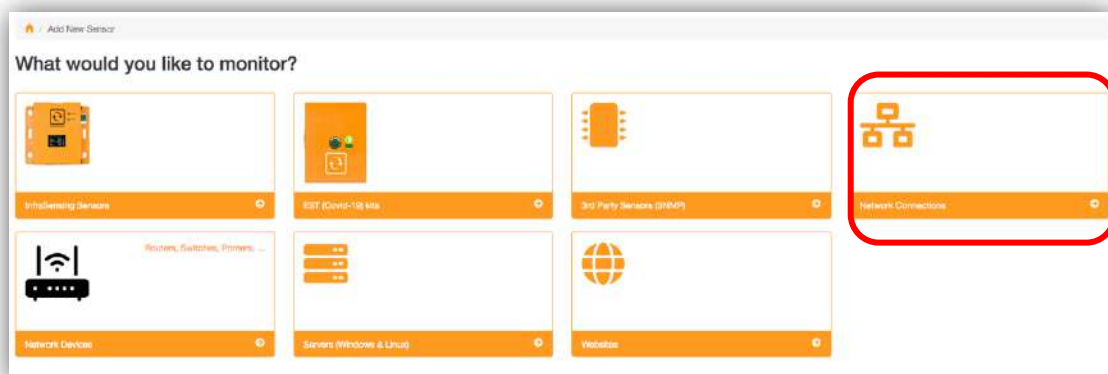 / Add New Sensor
What would you like to monitor?
InfraSensing Sensors
EST (Covid-19) kits
3rd Party Sensors (SNMP)
Network Connections
Routers, Switches, Printers, ...
Network Devices
Servers (Windows & Linux)
Websites